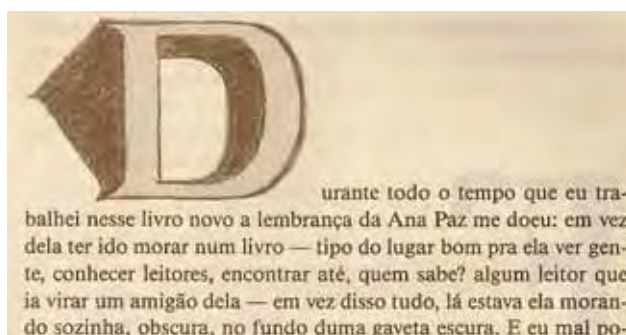 D
urante todo o tempo que eu tra-
balhei nesse livro novo a lembrança da Ana Paz me doeu: em vez
dela ter ido morar num livro — tipo do lugar bom pra ela ver gen-
te, conhecer leitores, encontrar até, quem sabe? algum leitor que
ia virar um amigão dela — em vez disso tudo, lá estava ela moran-
do sozinha, obscura, no fundo duma gaveta escura. E eu mal po-